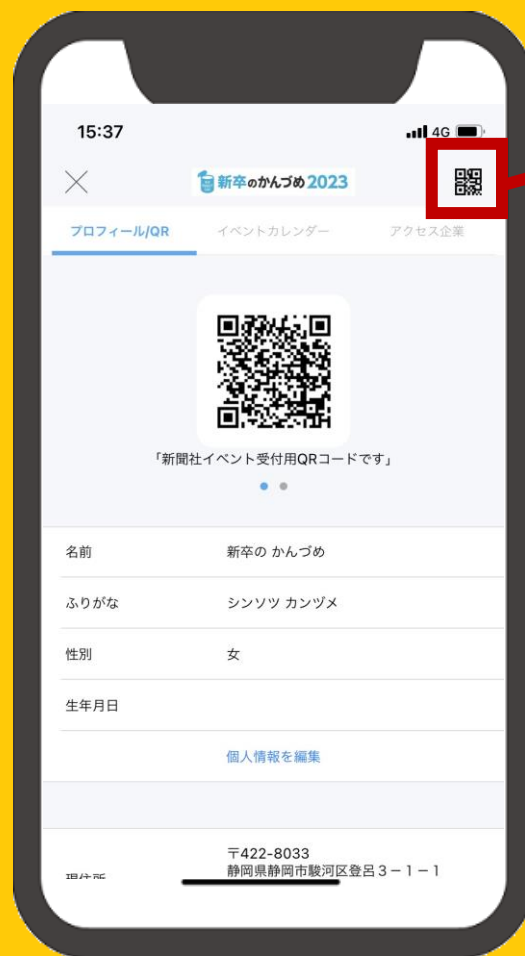 15:37
4G
新卒のかんづめ2023
プロフィール/QR
イベントカレンダー
アクセス企業
「新聞社イベント受付用QRコードです」
名前
新卒の かんづめ
ふりがな
シンソツ カンヅメ
性別
女
生年月日
個人情報を編集
〒422-8033
現住所
静岡県静岡市駿河区登呂3-1-1